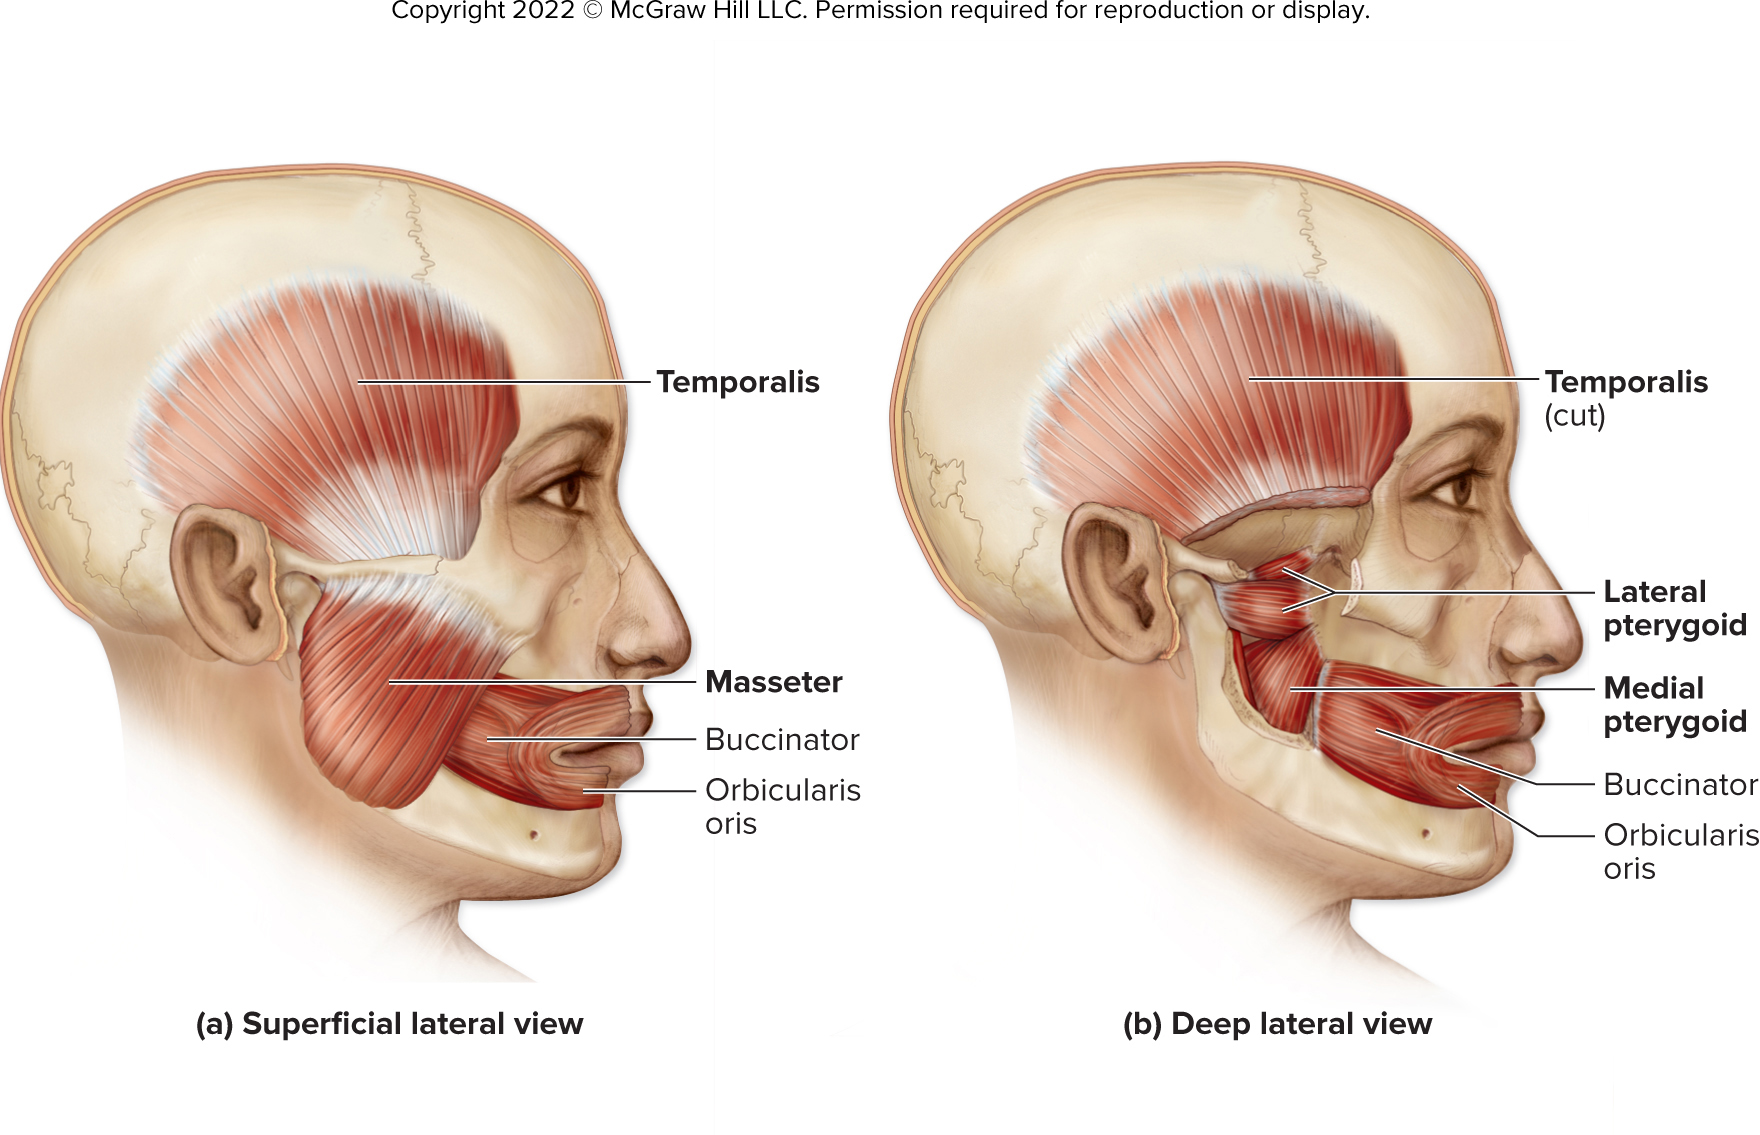 Copyright 2022 © McGraw Hill LLC. Permission required for reproduction or display.
Temporalis
Masseter
Buccinator
Orbicularis
oris
(a) Superficial lateral view
Temporalis
(cut)
Lateral
pterygoid
Medial
pterygoid
Buccinator
Orbicularis
oris
(b) Deep lateral view